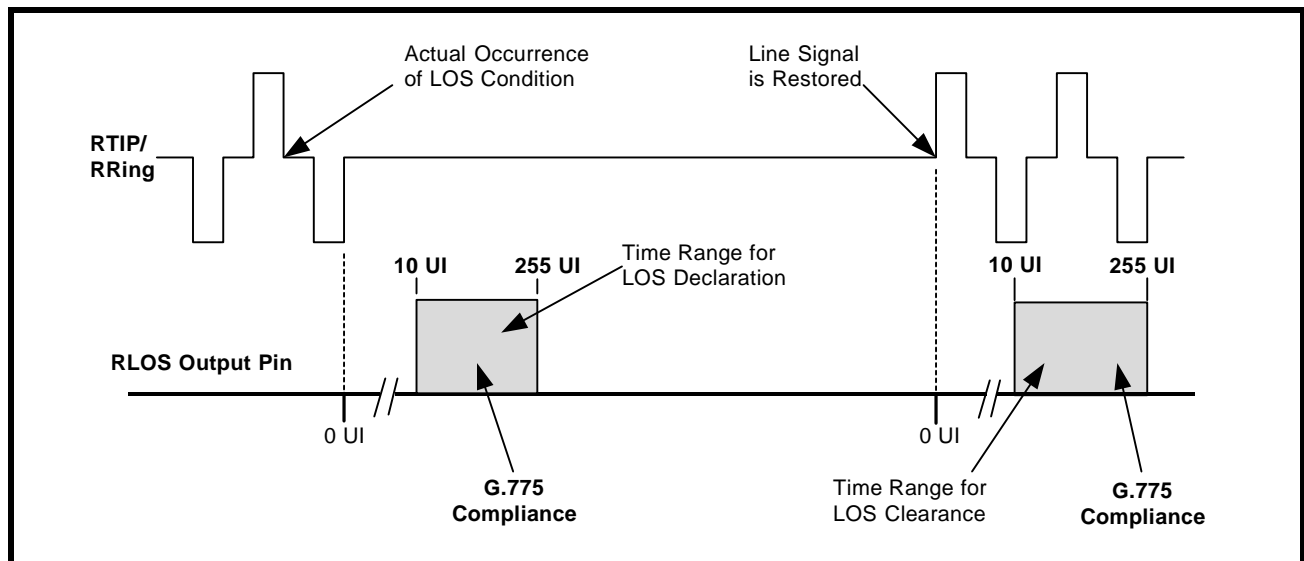 Actual Occurrence
of LOS Condition
Line Signal
is Restored
RTIP/
RRing
Time Range for
LOS Declaration
10 UI
255 UI
10 UI
255 UI
RLOS Output Pin
0 UI
0 UI
G.775
Compliance
Time Range for
LOS Clearance
G.775
Compliance